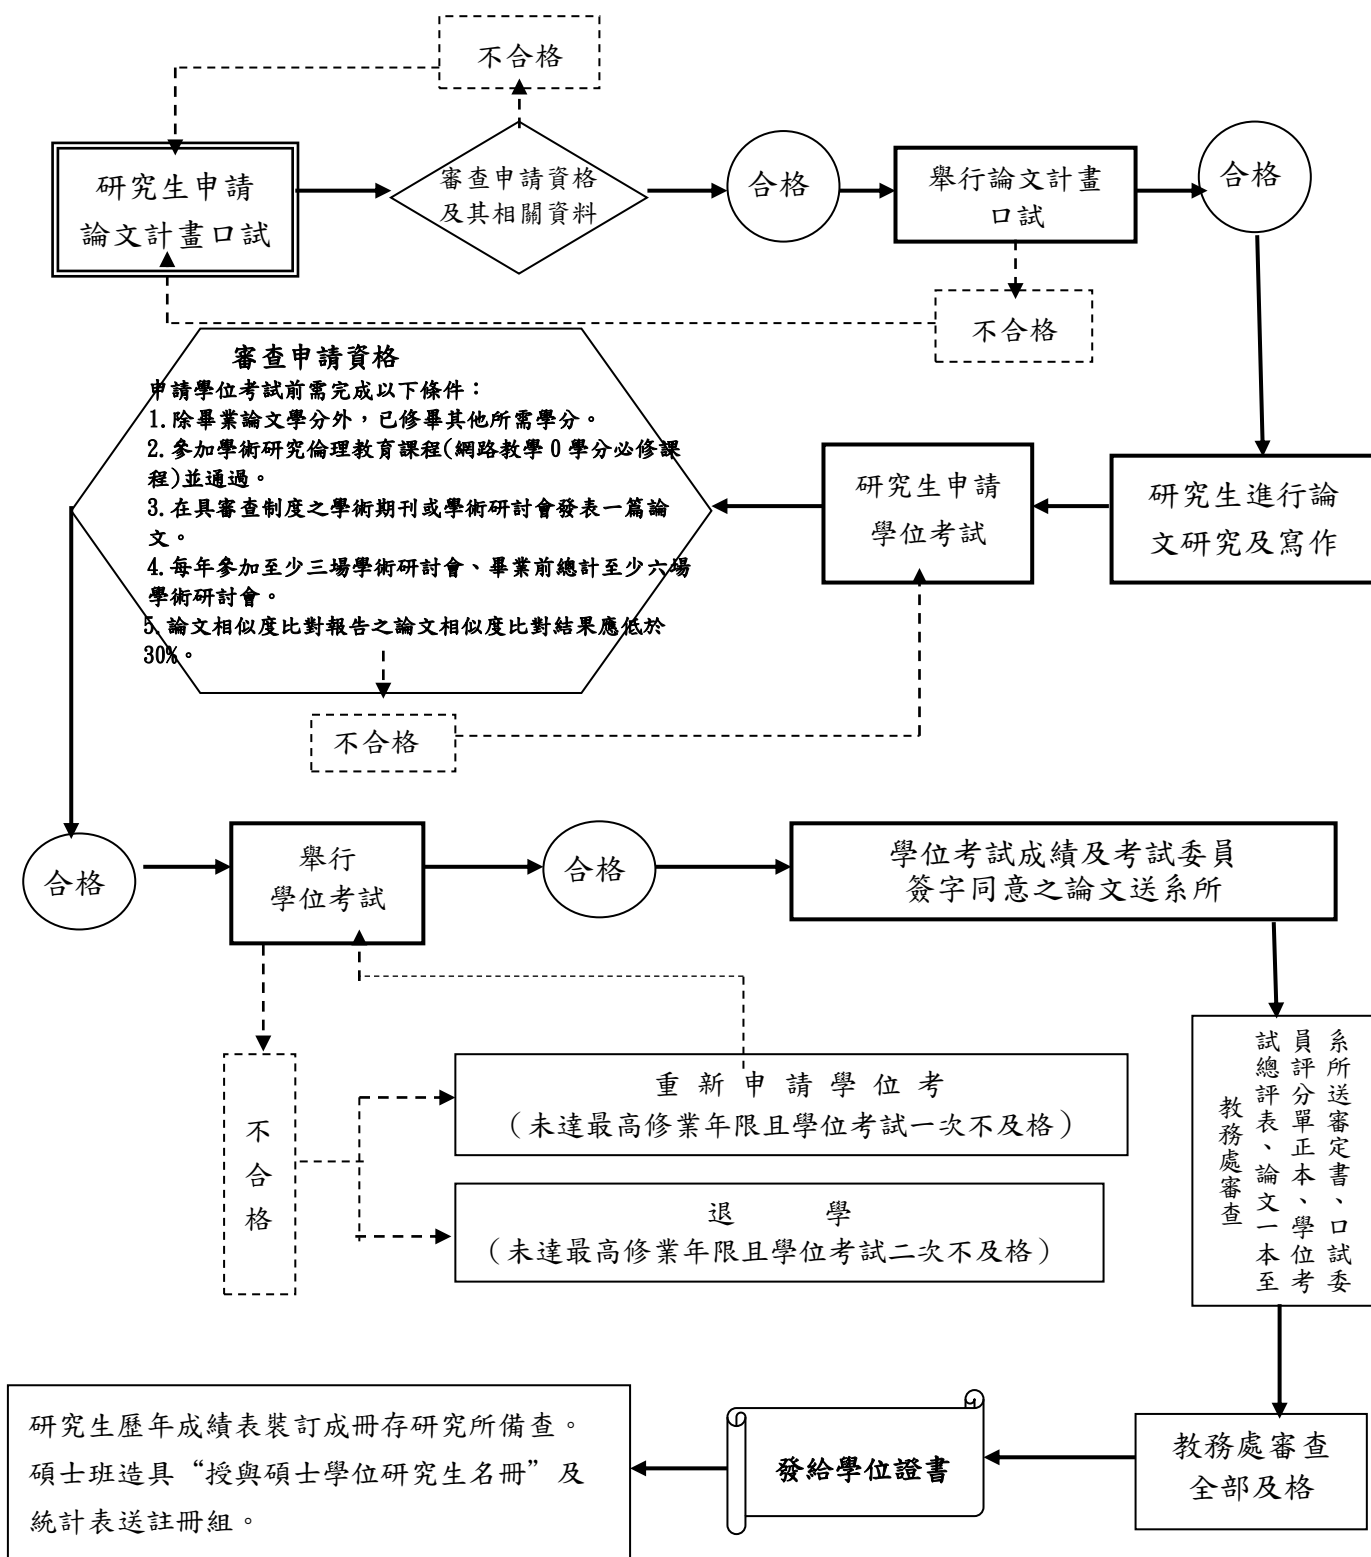 不合格
研究生申請
論文計畫口試
審查申請資格
及其相關資料
合格
舉行論文計畫
口試
合格
不合格
審查申請資格
申請學位考試前需完成以下條件：
1.除畢業論文學分外，已修畢其他所需學分。
2.參加學術研究倫理教育課程(網路教學 0 學分必修課
程)並通過。
3.在具審查制度之學術期刊或學術研討會發表一篇論
文。
4.每年參加至少三場學術研討會、畢業前總計至少六場
學術研討會。
5.論文相似度比對報告之論文相似度比對結果應低於
30%。
研究生申請
學位考試
研究生進行論
文研究及寫作
不合格
合格
舉行
學位考試
合格
學位考試成績及考試委員
簽字同意之論文送系所
不合格
重新申請學位考
（未達最高修業年限且學位考試一次不及格）
退 學
（未達最高修業年限且學位考試二次不及格）
系所送審定書、口試委
員評分單正本、學位考
試總評表、論文一本至
教務處審查
研究生歷年成績表裝訂成冊存研究所備查。
碩士班造具“授與碩士學位研究生名冊”及
統計表送註冊組。
發給學位證書
教務處審查
全部及格